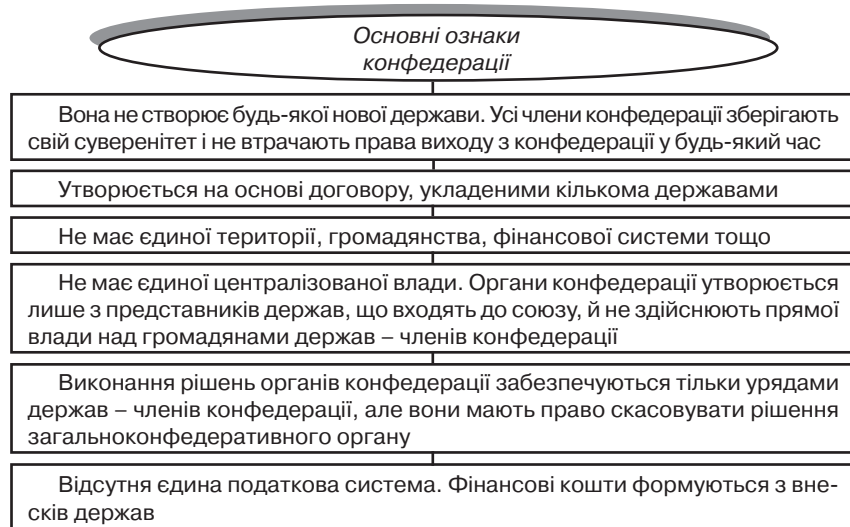 Основні ознаки
конфедерації
Вона не створює будь-якої нової держави. Усі члени конфедерації зберігають
свій суверенітет і не втрачають права виходу з конфедерації у будь-який час
Утворюється на основі договору, укладеними кількома державами
Не має єдиної території, громадянства, фінансової системи тощо
Не має єдиної централізованої влади. Органи конфедерації утворюється
лише з представників держав, що входять до союзу, й не здійснюють прямої
влади над громадянами держав – членів конфедерації
Виконання рішень органів конфедерації забезпечуються тільки урядами
держав – членів конфедерації, але вони мають право скасовувати рішення
загальноконфедеративного органу
Відсутня єдина податкова система. Фінансові кошти формуються з вне-
сків держав